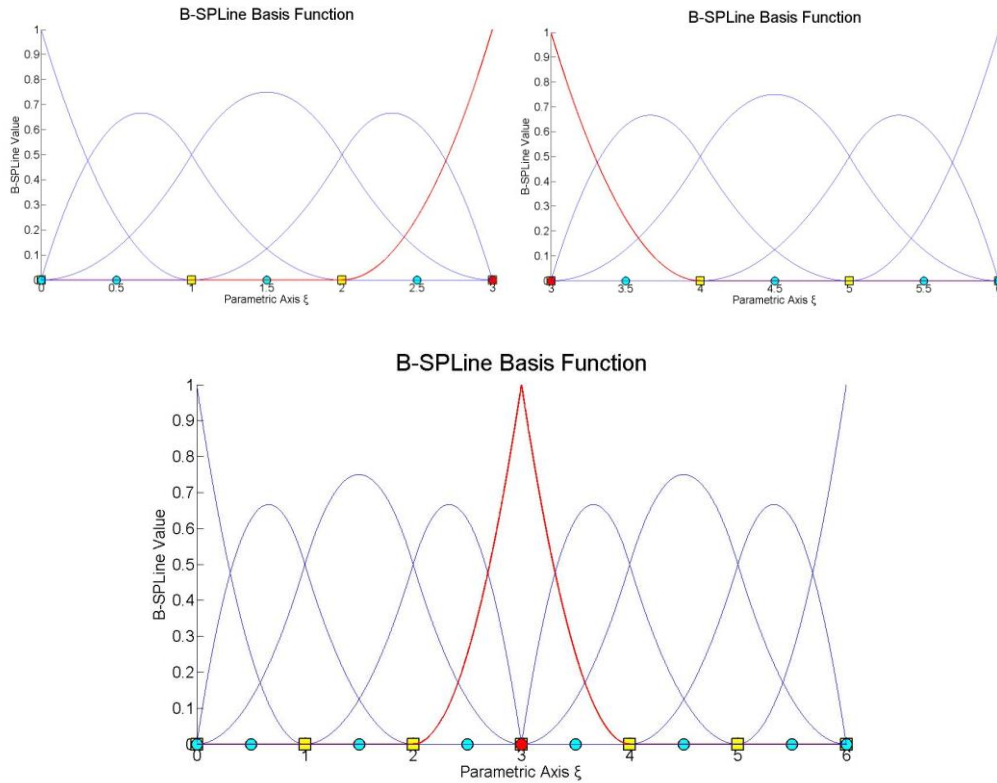 B-SPLine Basis Function
B-SPLine Value
1
0.9
0.8
0.7
0.6
0.5
0.4
0.3
0.2
0.1
0
0 0.5 1 1.5 2 2.5 3
Parametric Axis ξ
B-SPLine Basis Function
B-SPLine Value
1
0.9
0.8
0.7
0.6
0.5
0.4
0.3
0.2
0.1
3 3.5 4 4.5 5 5.5 6
Parametric Axis ξ
B-SPLine Basis Function
B-SPLine Value
1
0.9
0.8
0.7
0.6
0.5
0.4
0.3
0.2
0.1
0
0 1 2 3 4 5 6
Parametric Axis ξ